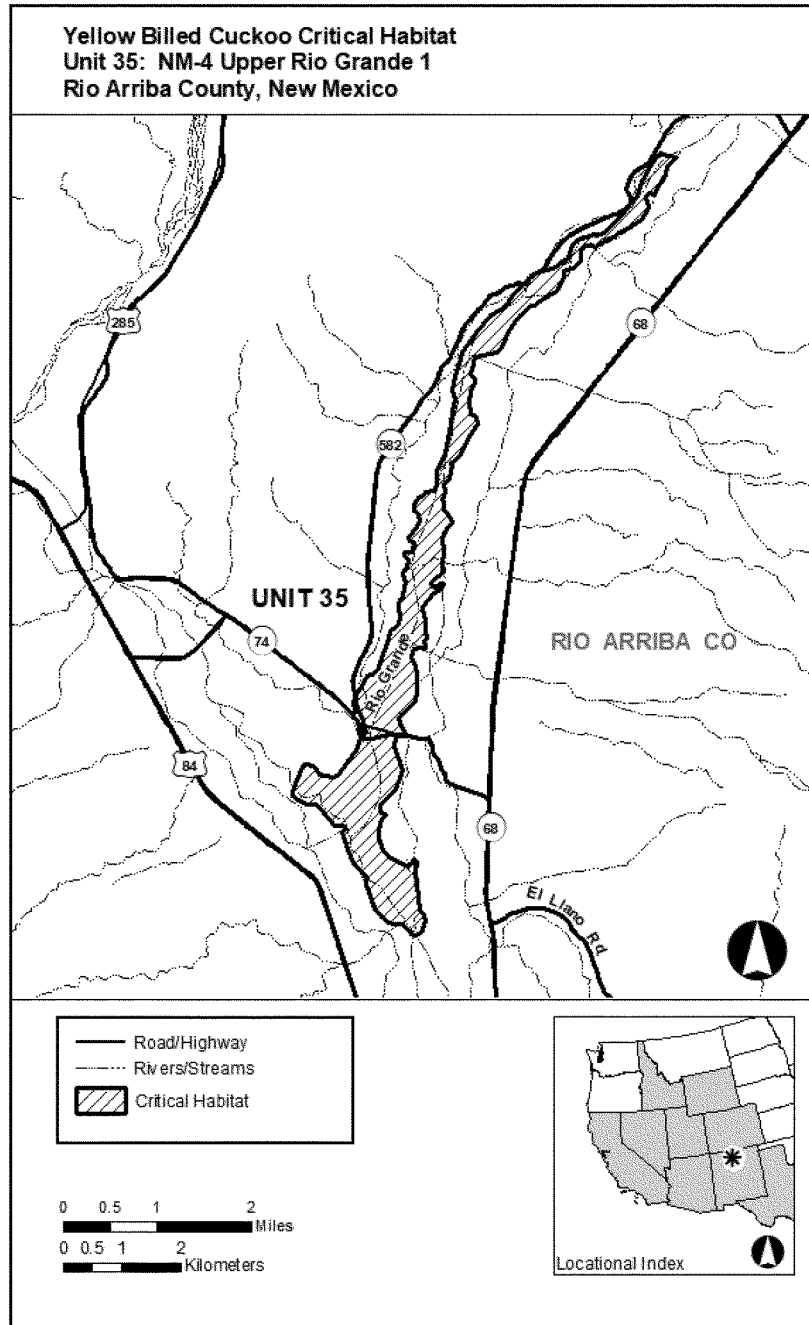 Yellow Billed Cuckoo Critical Habitat
Unit 35: NM-4 Upper Rio Grande 1
Rio Arriba County, New Mexico
285
68
582
UNIT 35
74
Rio Grande
RIO ARRIBA CO
84
68
El Llano Rd
Road/Highway
Rivers/Streams
Critical Habitat
0 0.5 1 2
Miles
0 0.5 1 2
Kilometers
Locational Index